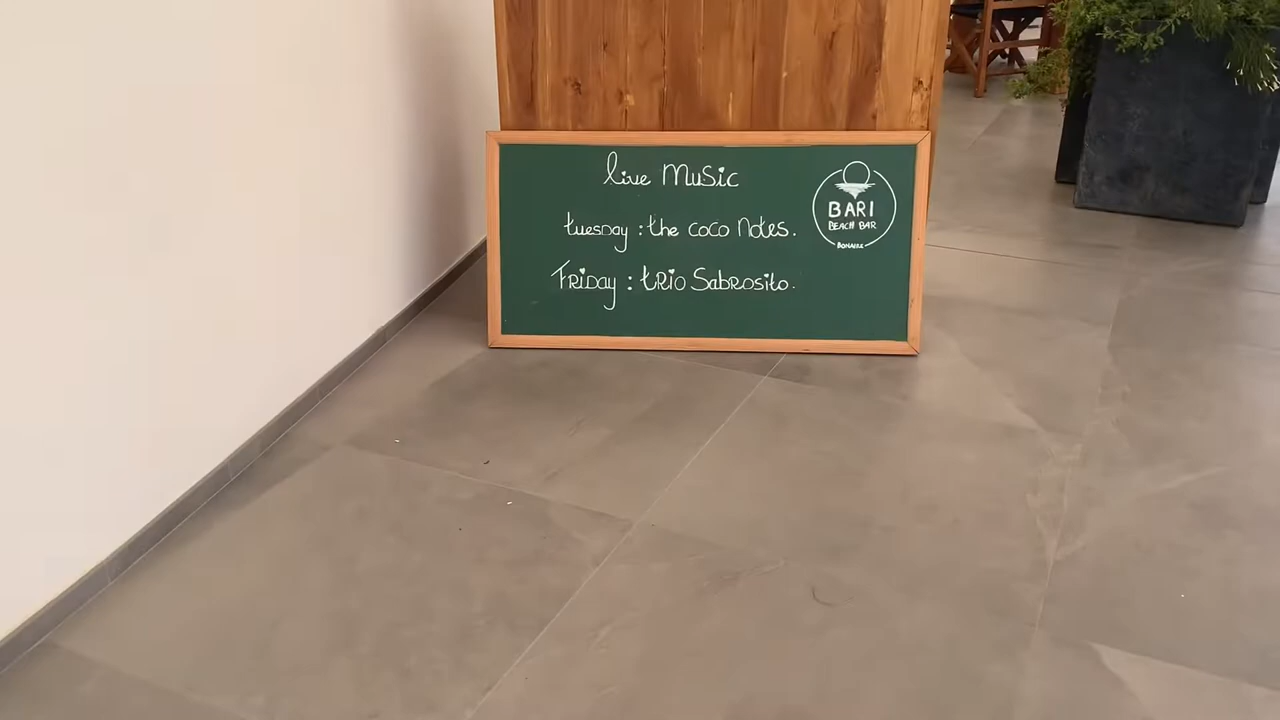 live Music
tuesday : the coco Notes.
Friday : tRio Sabrosito.
BARI
BEACH BAR
BONAIRE